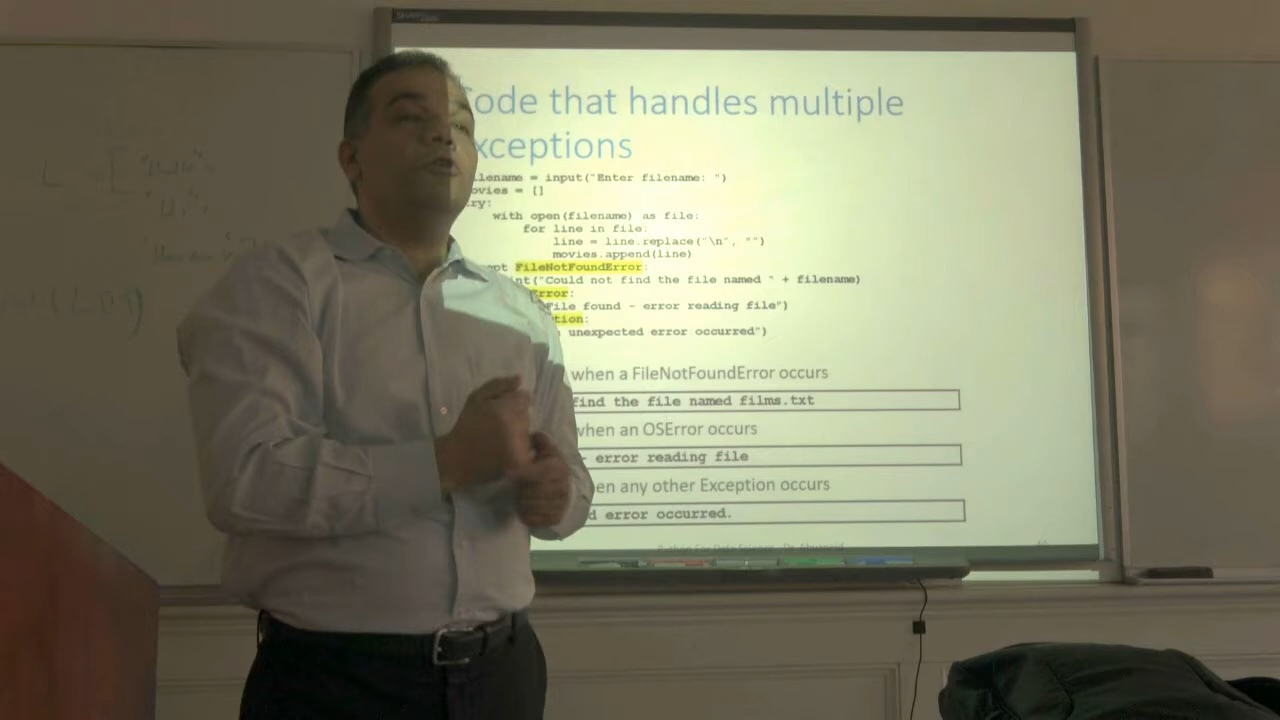 SHARP
ode that handles multiple
xceptions
lename = input("Enter filename: ")
ovies = []
ry:
with open(filename) as file:
for line in file:
line = line.replace("\n", "")
movies.append(line)
pt FileNotFoundError:
nt("Could not find the file named " + filename)
Error:
File found - error reading file")
tion:
unexpected error occurred")
when a FileNotFoundError occurs
find the file named films.txt
when an OSError occurs
- error reading file
en any other Exception occurs
d error occurred.